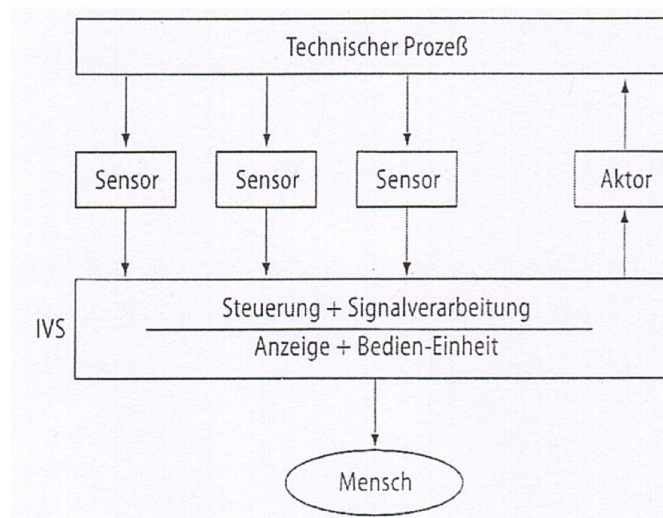 Technischer Prozeß
Sensor
Sensor
Sensor
Aktor
IVS
Steuerung + Signalverarbeitung
Anzeige + Bedien-Einheit
Mensch